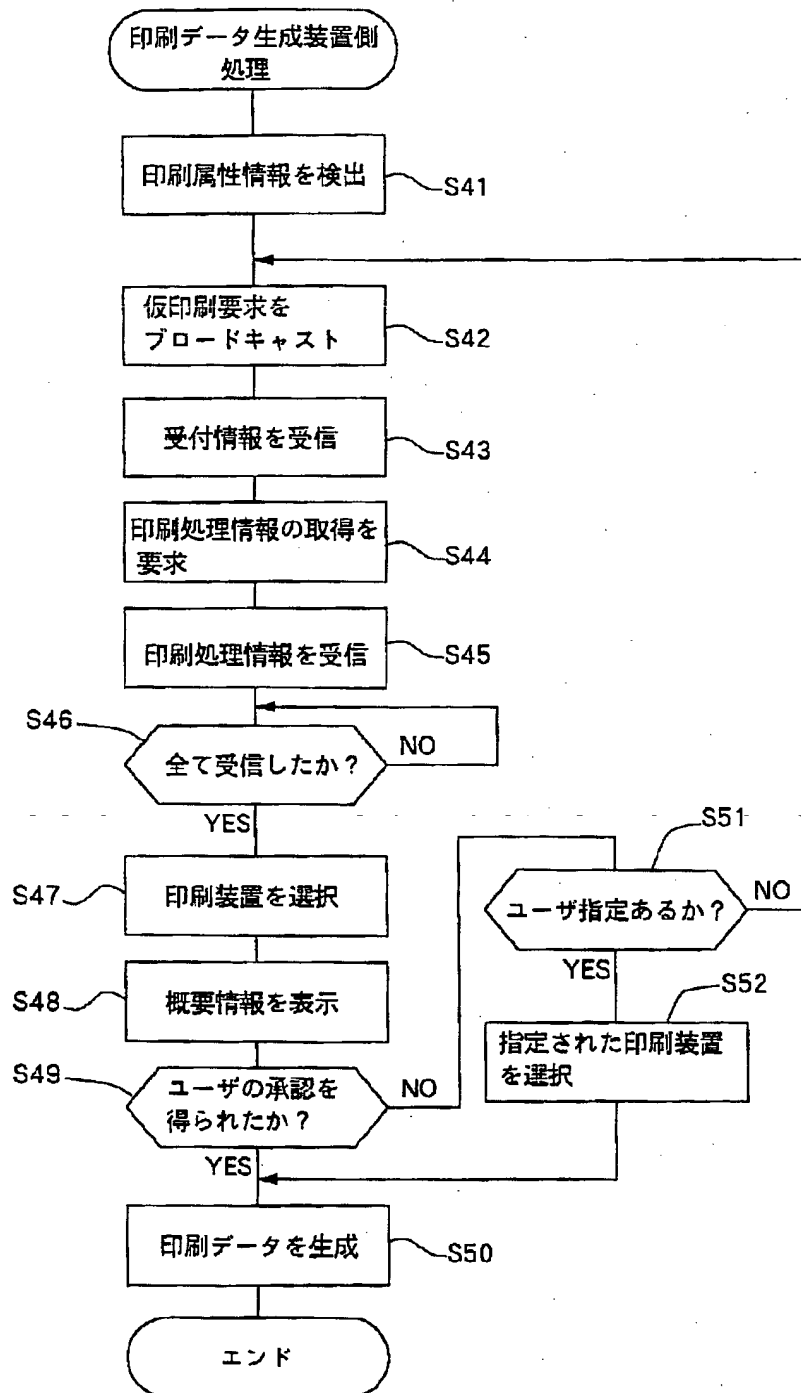 印刷データ生成装置側
処理
印刷属性情報を検出
S41
仮印刷要求を
ブロードキャスト
S42
受付情報を受信
S43
印刷処理情報の取得を
要求
S44
印刷処理情報を受信
S45
S46
全て受信したか？
NO
YES
S47
印刷装置を選択
S48
概要情報を表示
S49
ユーザの承認を
得られたか？
NO
YES
S51
ユーザ指定あるか？
NO
YES
S52
指定された印刷装置
を選択
印刷データを生成
S50
エンド